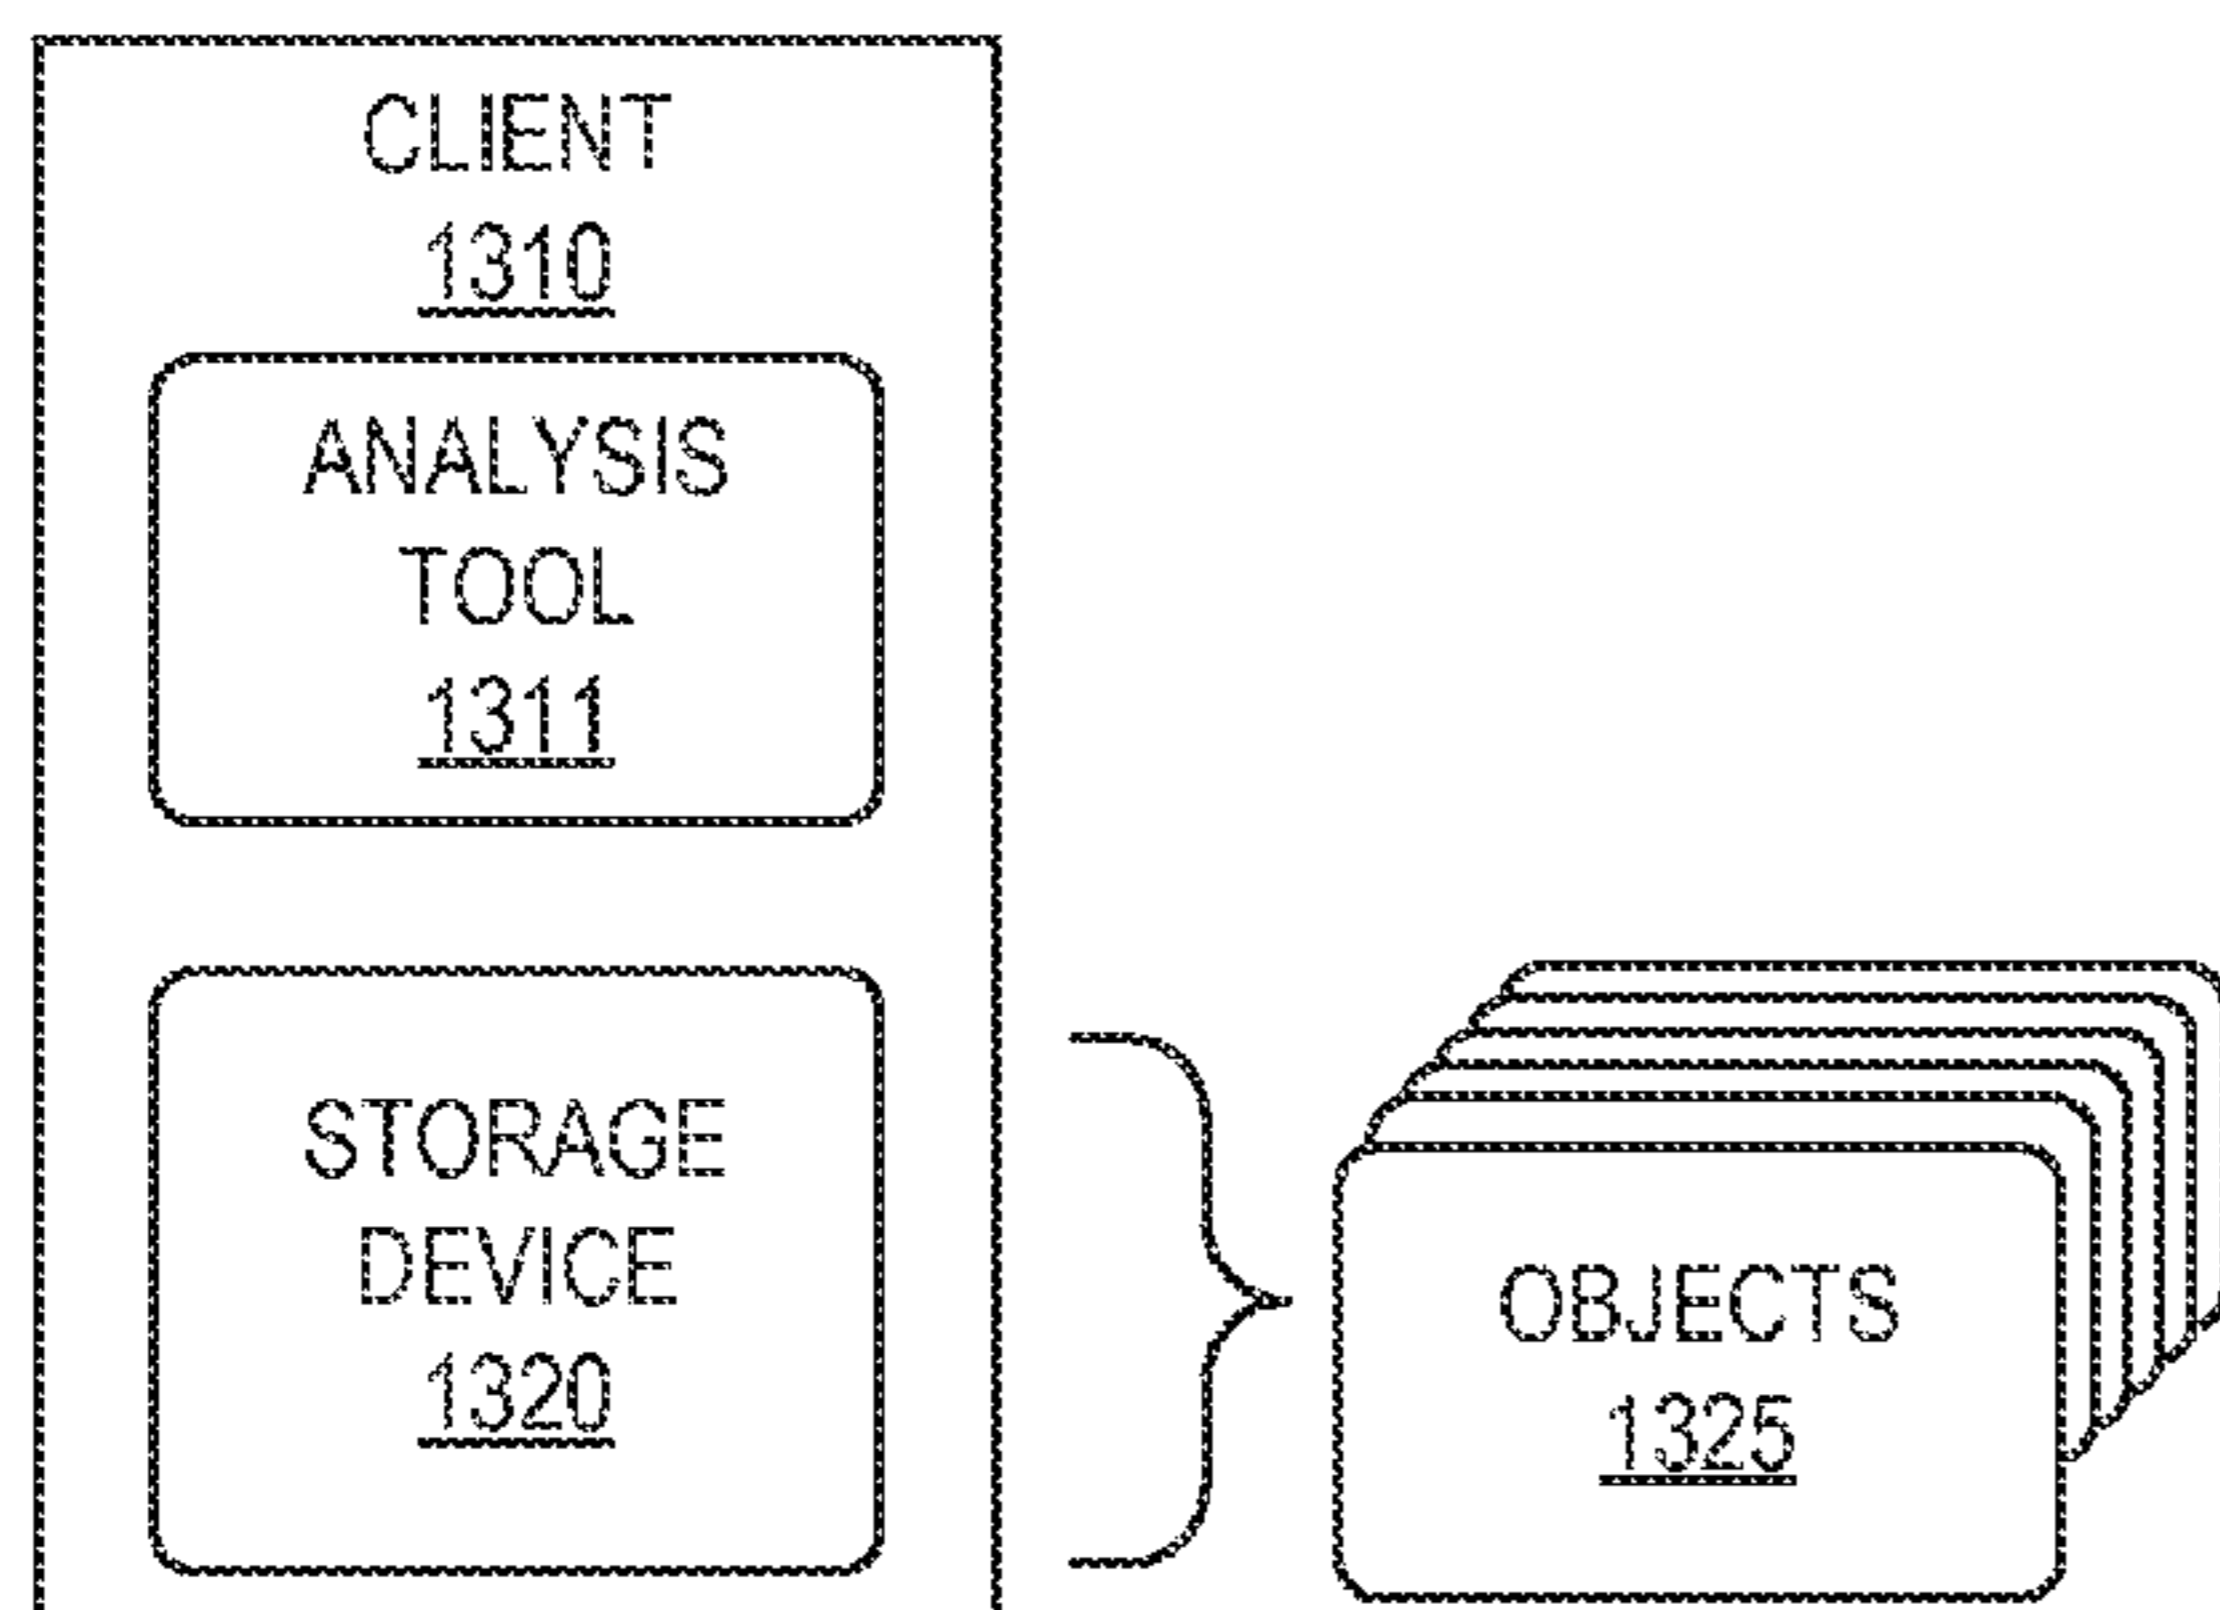 CLIENT
1310
ANALYSIS
TOOL
1311
STORAGE
DEVICE
1320
OBJECTS
1325